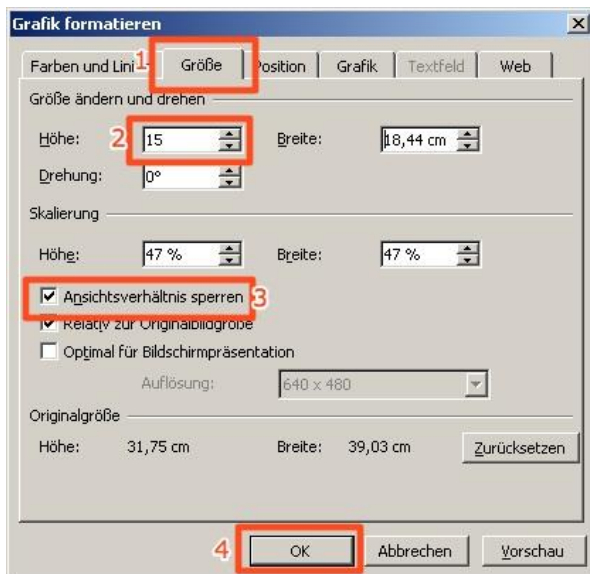 Grafik formatieren
Farben und Lini 1 Größe Position Grafik Textfeld Web
Größe ändern und drehen
Höhe: 2 15 Breite: 18,44 cm
Drehung: 0°
Skalierung
Höhe: 47 % Breite: 47 %
Ansichtsverhältnis sperren 3
Relativ zur Originalbildgröße
Optimal für Bildschirmpräsentation
Auflösung: 640 x 480
Originalgröße
Höhe: 31,75 cm Breite: 39,03 cm Zurücksetzen
4 OK Abbrechen Vorschau